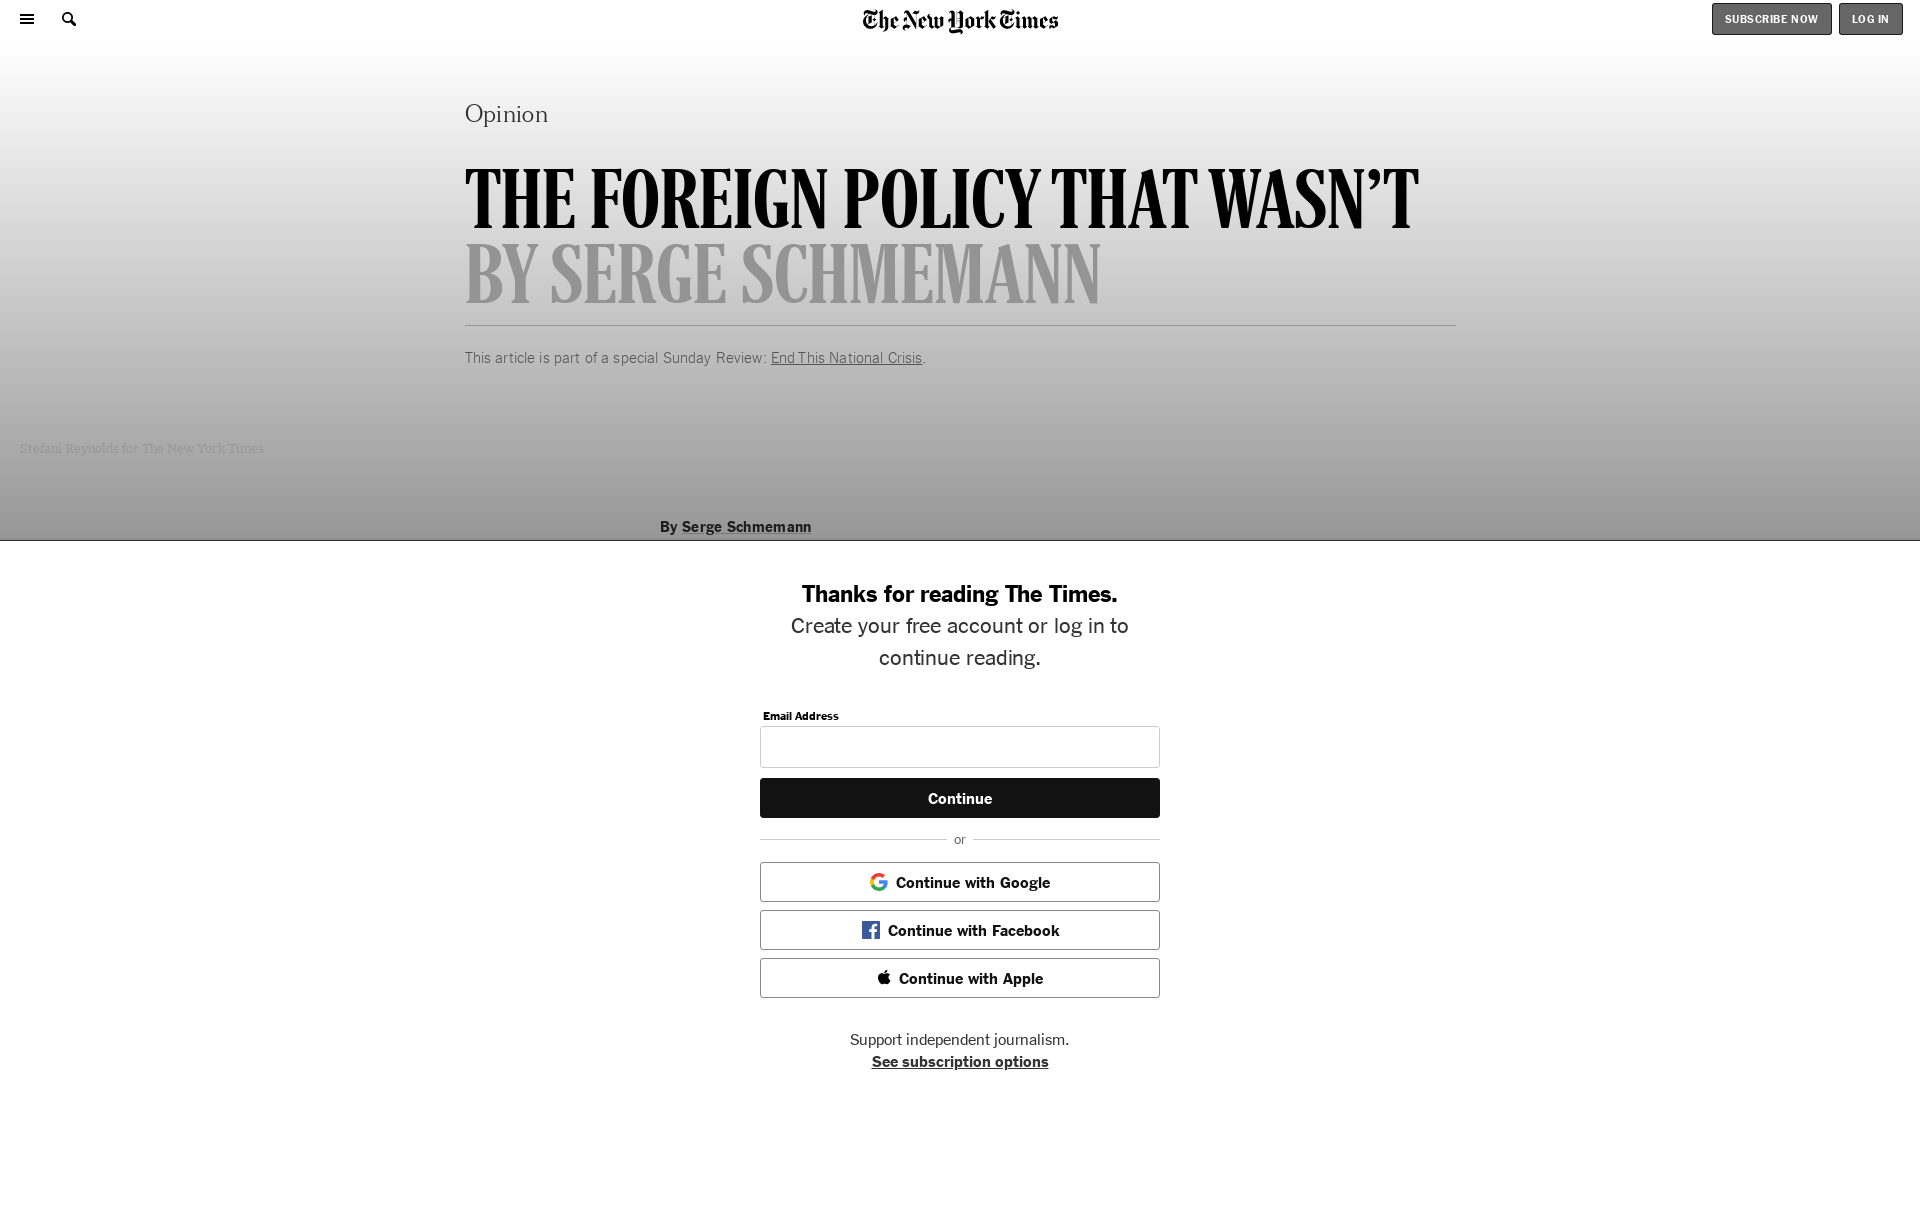 The New York Times
SUBSCRIBE NOW
LOG IN
Opinion
THE FOREIGN POLICY THAT WASN’T
BY SERGE SCHMEMANN
This article is part of a special Sunday Review: End This National Crisis.
Stefani Reynolds for The New York Times
By Serge Schmemann
Thanks for reading The Times.
Create your free account or log in to
continue reading.
Email Address
Continue
or
Continue with Google
Continue with Facebook
Continue with Apple
Support independent journalism.
See subscription options